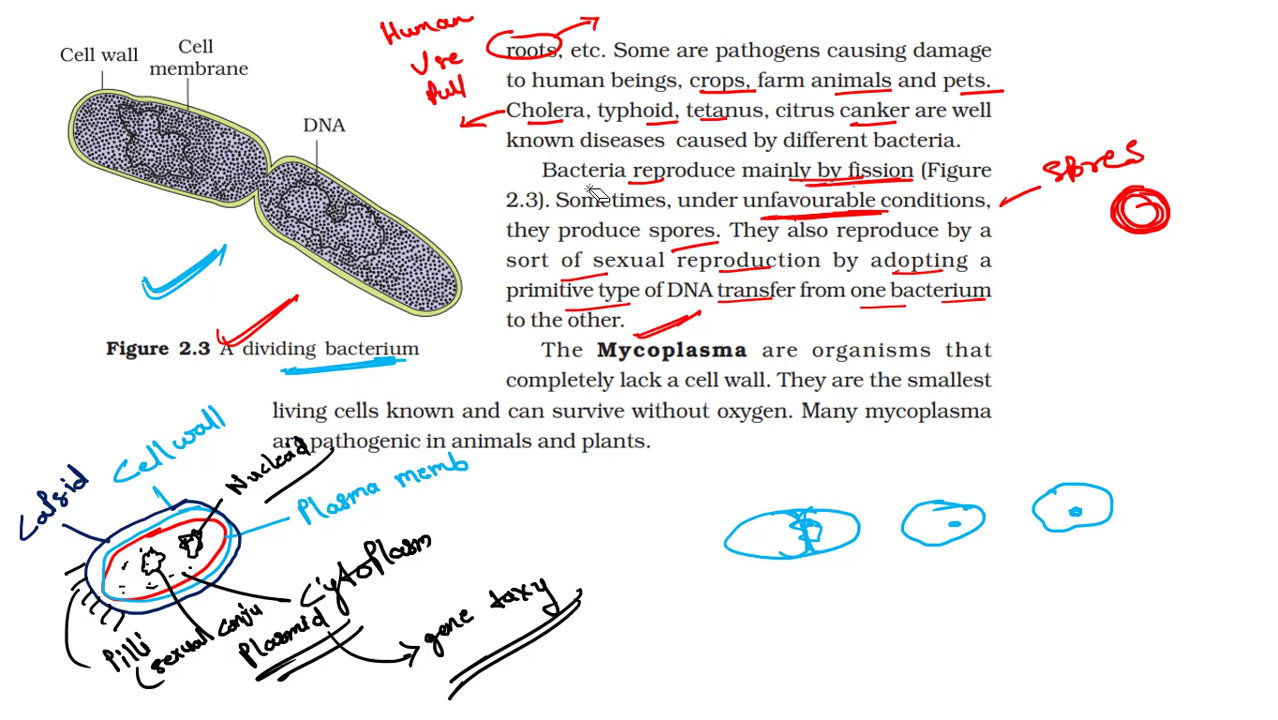 Cell wall
Cell
membrane
DNA
Figure 2.3 A dividing bacterium
Human
Use
roots, etc. Some are pathogens causing damage
to human beings, crops, farm animals and pets.
Cholera, typhoid, tetanus, citrus canker are well
known diseases caused by different bacteria.
Bacteria reproduce mainly by fission (Figure
2.3). Sometimes, under unfavourable conditions,
they produce spores. They also reproduce by a
sort of sexual reproduction by adopting a
primitive type of DNA transfer from one bacterium
to the other.
Spres
The Mycoplasma are organisms that
completely lack a cell wall. They are the smallest
living cells known and can survive without oxygen. Many mycoplasma
are pathogenic in animals and plants.
Cell wall
Nucleiod
Plasma memb
Cytoplasm
Pilli
sexual conju
Plasmid
gene taxy